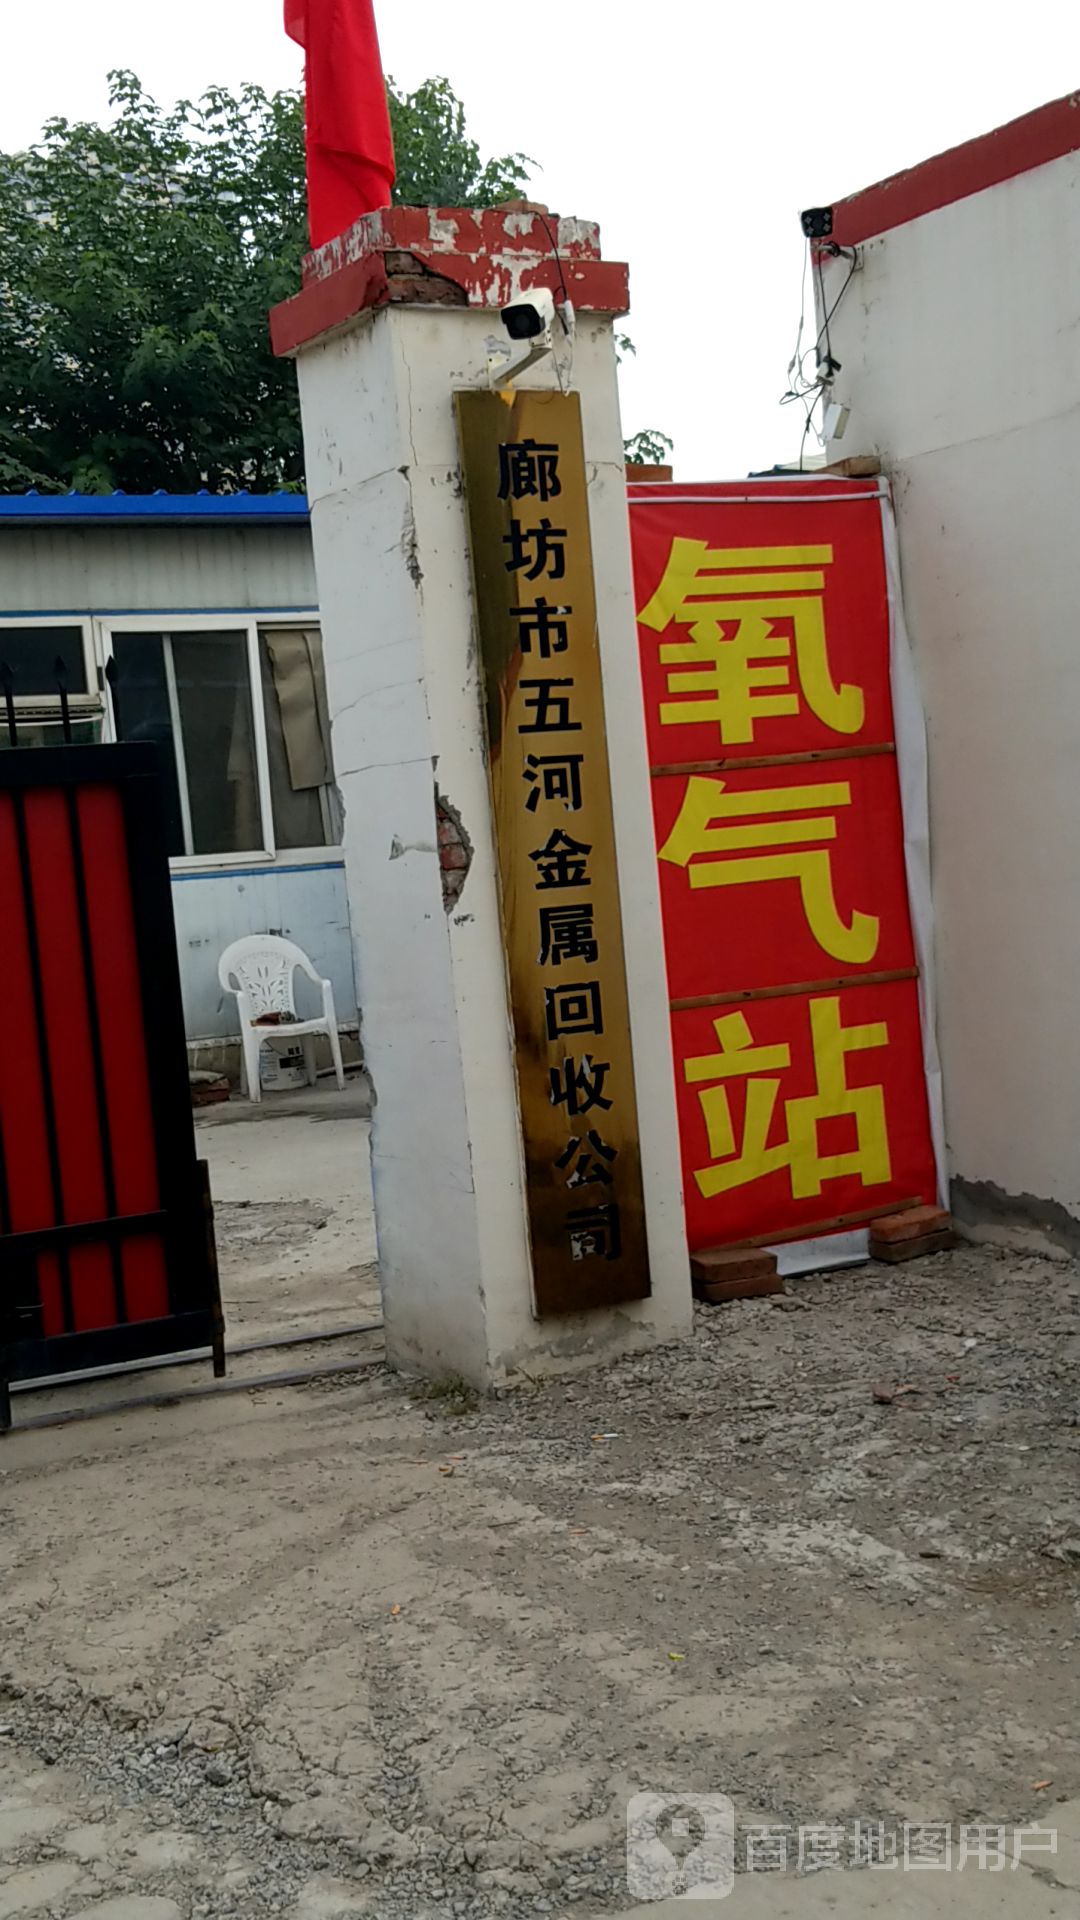 廊坊市五河金属回收公司
氧气站
百度地图用户